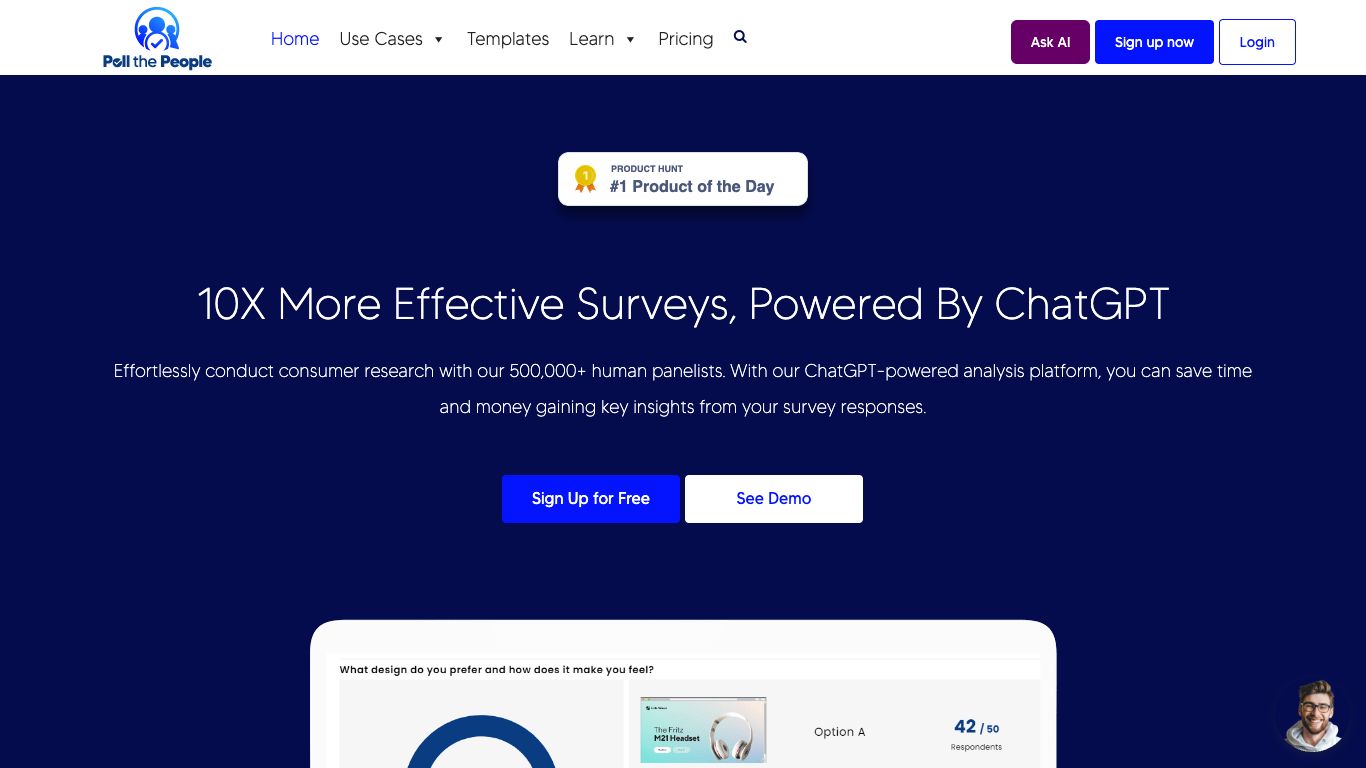 Poll the People
Home
Use Cases
Templates
Learn
Pricing
Ask AI
Sign up now
Login
1
PRODUCT HUNT
#1 Product of the Day
10X More Effective Surveys, Powered By ChatGPT
Effortlessly conduct consumer research with our 500,000+ human panelists. With our ChatGPT-powered analysis platform, you can save time
and money gaining key insights from your survey responses.
Sign Up for Free
See Demo
What design do you prefer and how does it make you feel?
The Fritz
M21 Headset
Option A
42 / 50
Respondents